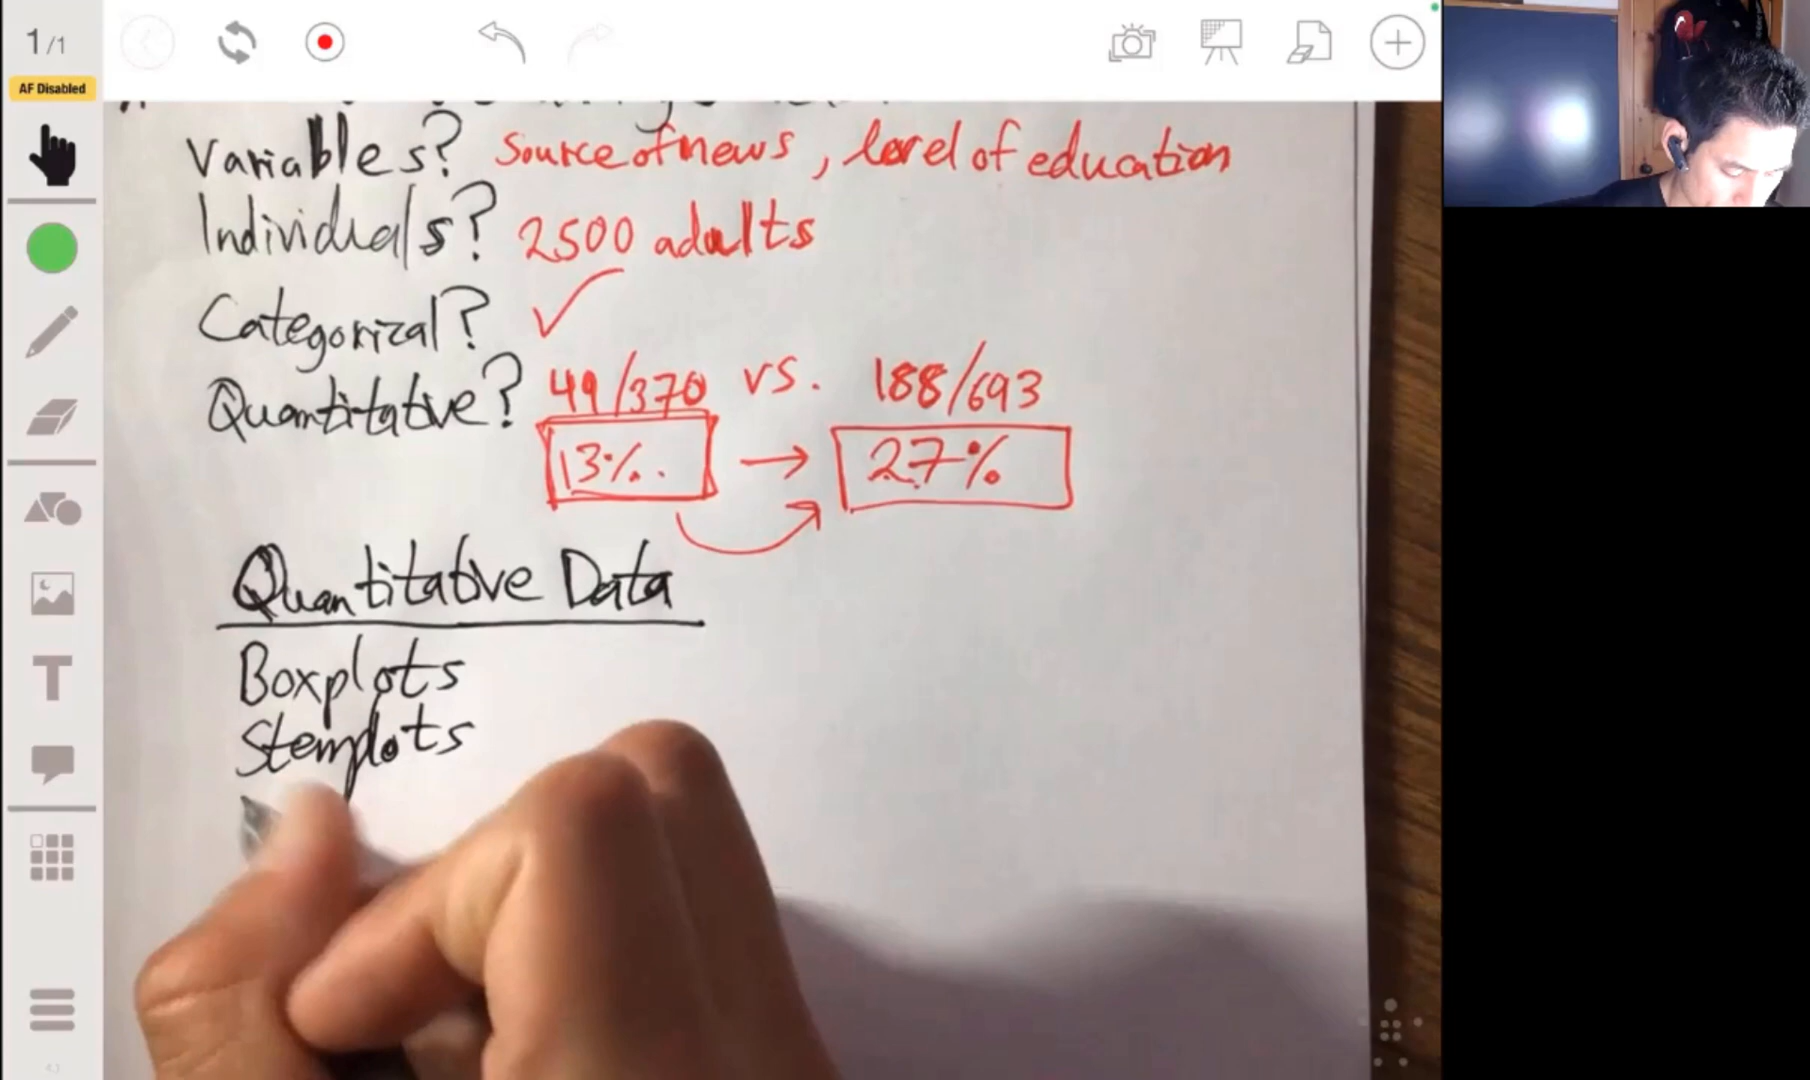 1/1
AF Disabled
Variables? Source of news, level of education
Individuals? 2500 adults
Categorical? ✓
Quantitative? 49/370 vs. 188/693
13%. → 27%
Quantitative Data
Boxplots
Stemplots
T